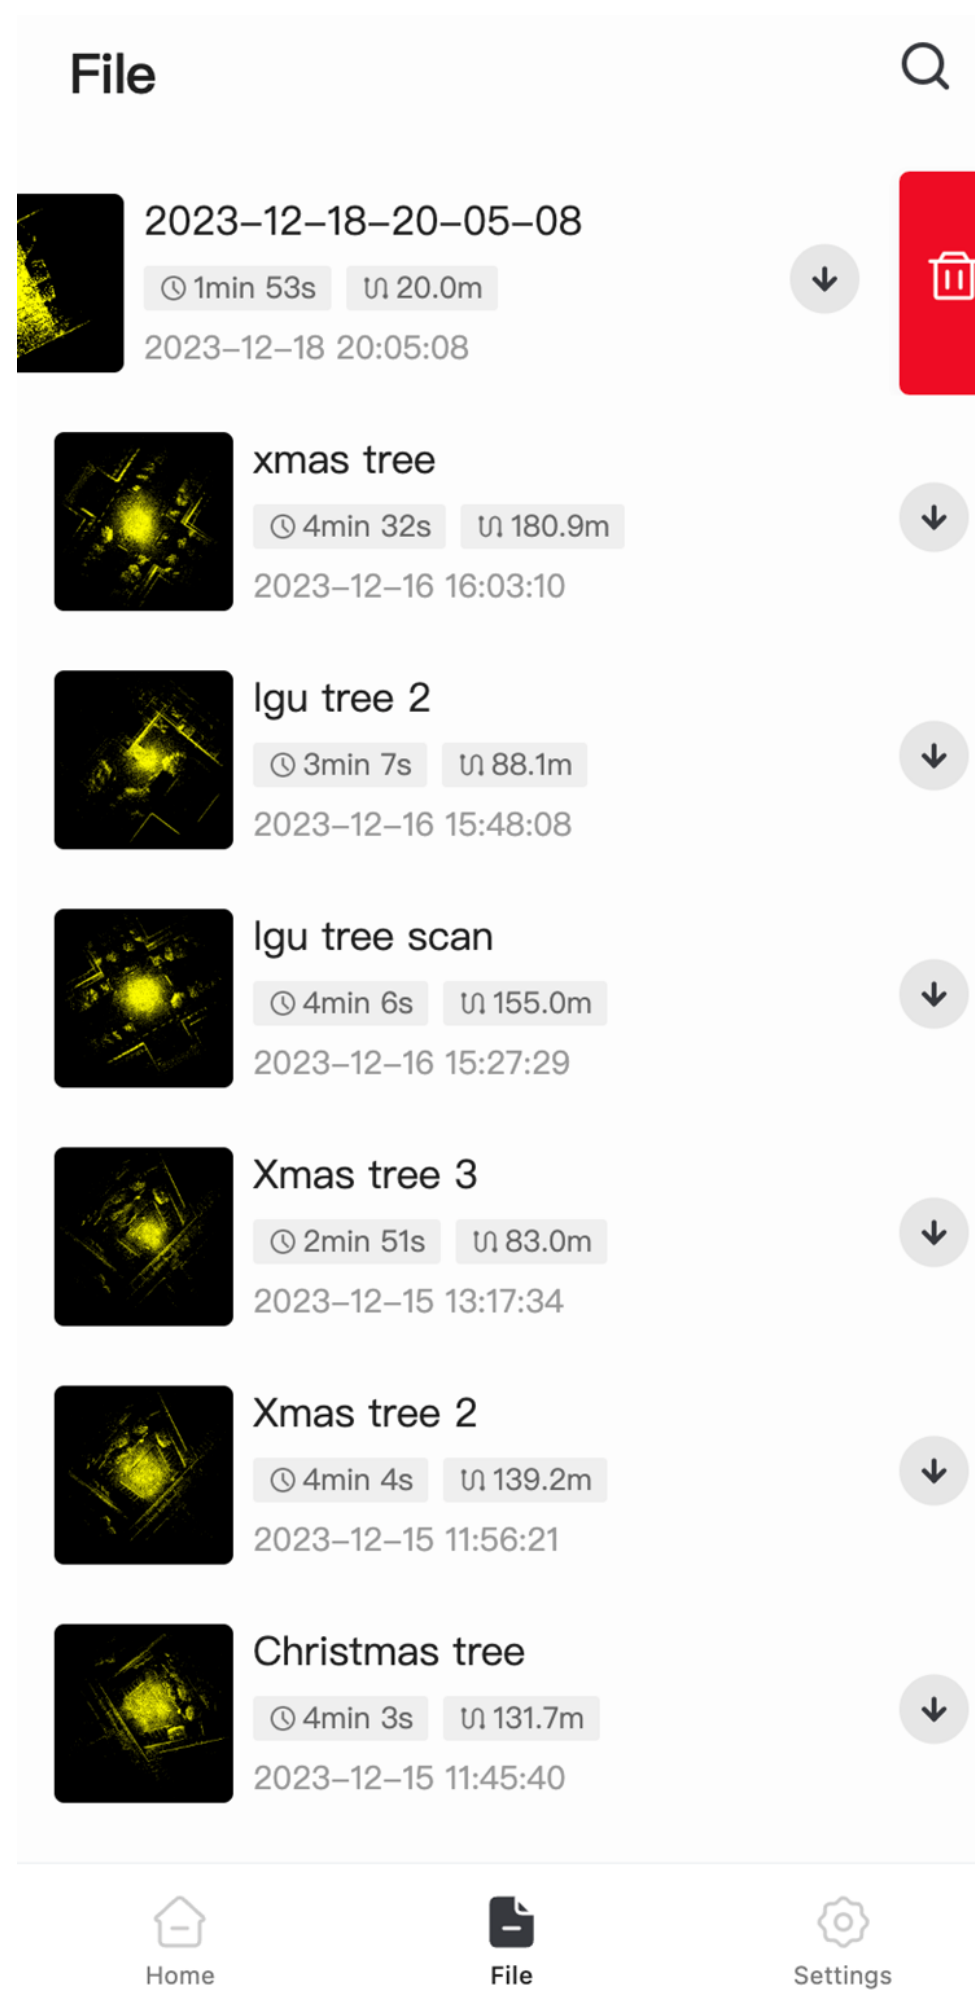 File
2023-12-18-20-05-08
1min 53s 20.0m
2023-12-18 20:05:08
xmas tree
4min 32s 180.9m
2023-12-16 16:03:10
lgu tree 2
3min 7s 88.1m
2023-12-16 15:48:08
lgu tree scan
4min 6s 155.0m
2023-12-16 15:27:29
Xmas tree 3
2min 51s 83.0m
2023-12-15 13:17:34
Xmas tree 2
4min 4s 139.2m
2023-12-15 11:56:21
Christmas tree
4min 3s 131.7m
2023-12-15 11:45:40
Home File Settings